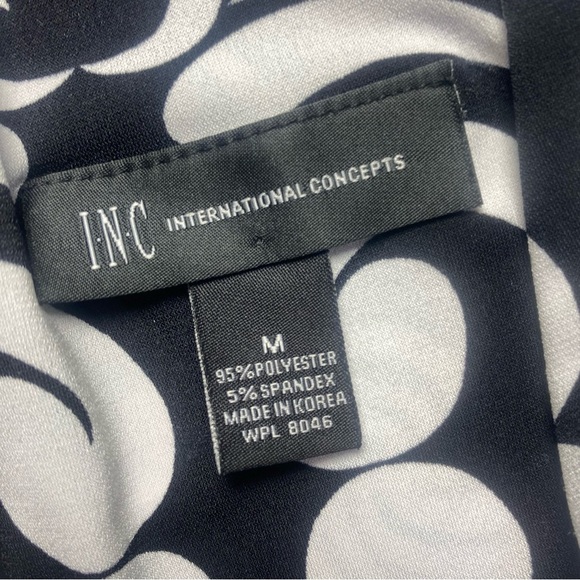 I·N·C INTERNATIONAL CONCEPTS
M
95%POLYESTER
5%SPANDEX
MADE IN KOREA
WPL 8046